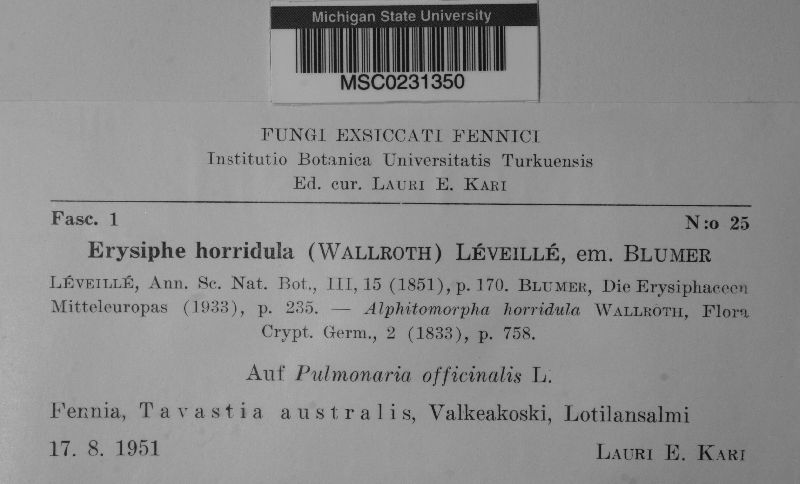 Michigan State University
MSC0231350
FUNGI EXSICCATI FENNICI
Institutio Botanica Universitatis Turkuensis
Ed. cur. LAURI E. KARI
Fasc. 1 N:o 25
Erysiphe horridula (WALLROTH) LÉVEILLÉ, em. BLUMER
LÉVEILLÉ, Ann. Sc. Nat. Bot., III, 15 (1851), p. 170. BLUMER, Die Erysiphaceen
Mitteleuropas (1933), p. 235. — Alphitomorpha horridula WALLROTH, Flora
Crypt. Germ., 2 (1833), p. 758.
Auf Pulmonaria officinalis L.
Fennia, Tavastia australis, Valkeakoski, Lotilansalmi
17. 8. 1951 LAURI E. KARI